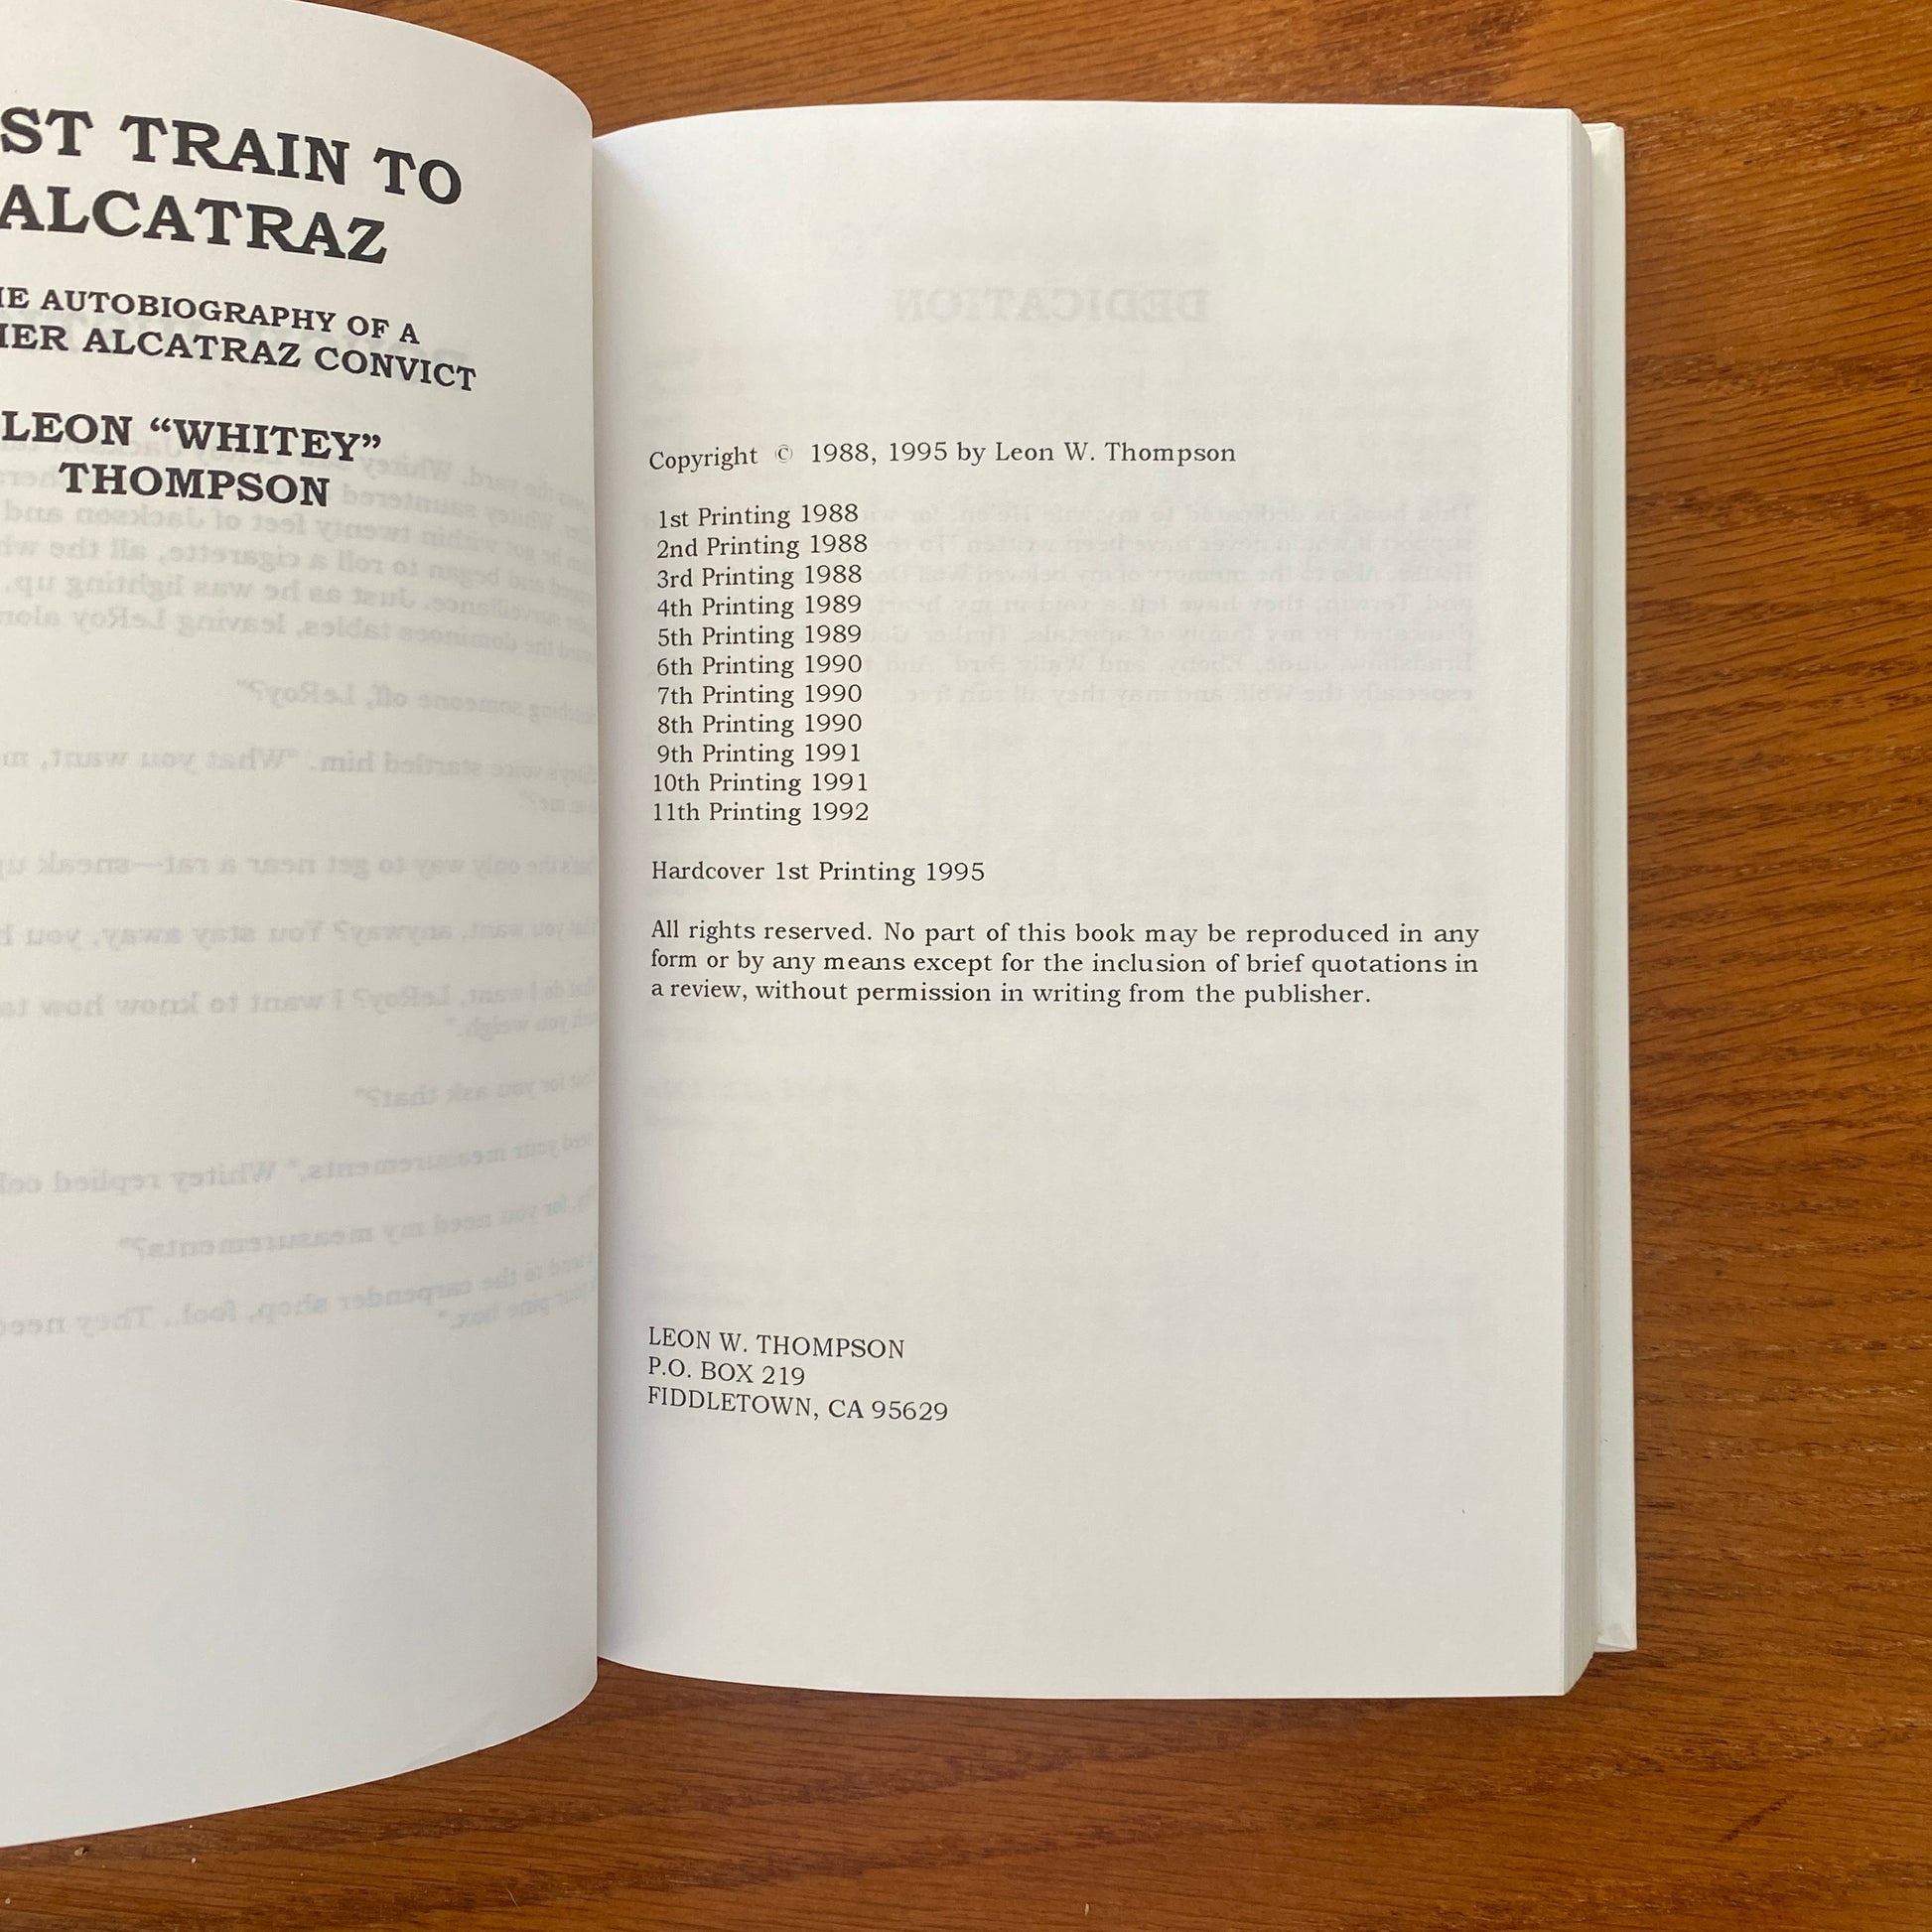 ST TRAIN TO
ALCATRAZ
E AUTOBIOGRAPHY OF A
ER ALCATRAZ CONVICT
LEON “WHITEY”
THOMPSON
Copyright © 1988, 1995 by Leon W. Thompson
1st Printing 1988
2nd Printing 1988
3rd Printing 1988
4th Printing 1989
5th Printing 1989
6th Printing 1990
7th Printing 1990
8th Printing 1990
9th Printing 1991
10th Printing 1991
11th Printing 1992
Hardcover 1st Printing 1995
All rights reserved. No part of this book may be reproduced in any
form or by any means except for the inclusion of brief quotations in
a review, without permission in writing from the publisher.
LEON W. THOMPSON
P.O. BOX 219
FIDDLETOWN, CA 95629